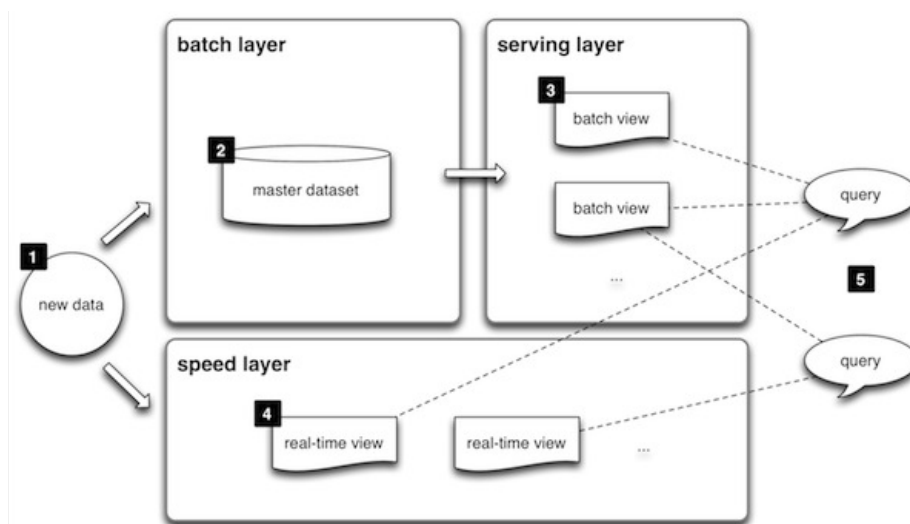 batch layer
serving layer
3
batch view
2
master dataset
query
batch view
1
new data
...
5
speed layer
query
4
real-time view
real-time view
...